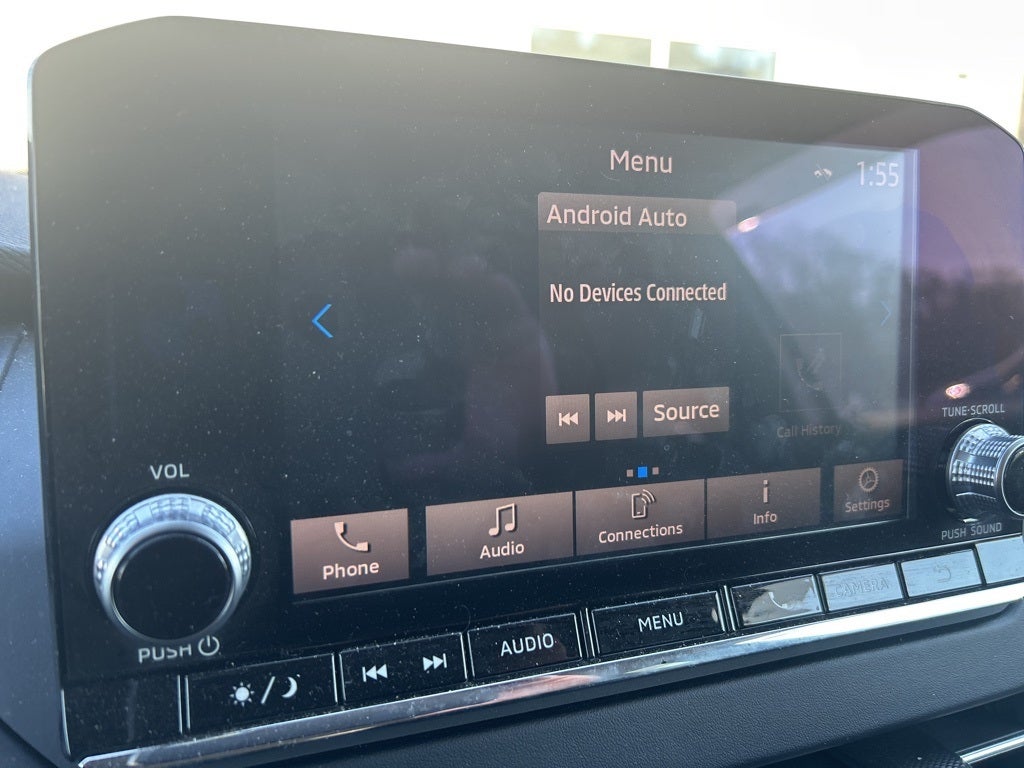 Menu
1:55
Android Auto
No Devices Connected
Source
Call History
Phone
Audio
Connections
Info
Settings
VOL
PUSH
TUNE·SCROLL
PUSH SOUND
AUDIO
MENU
CAMERA